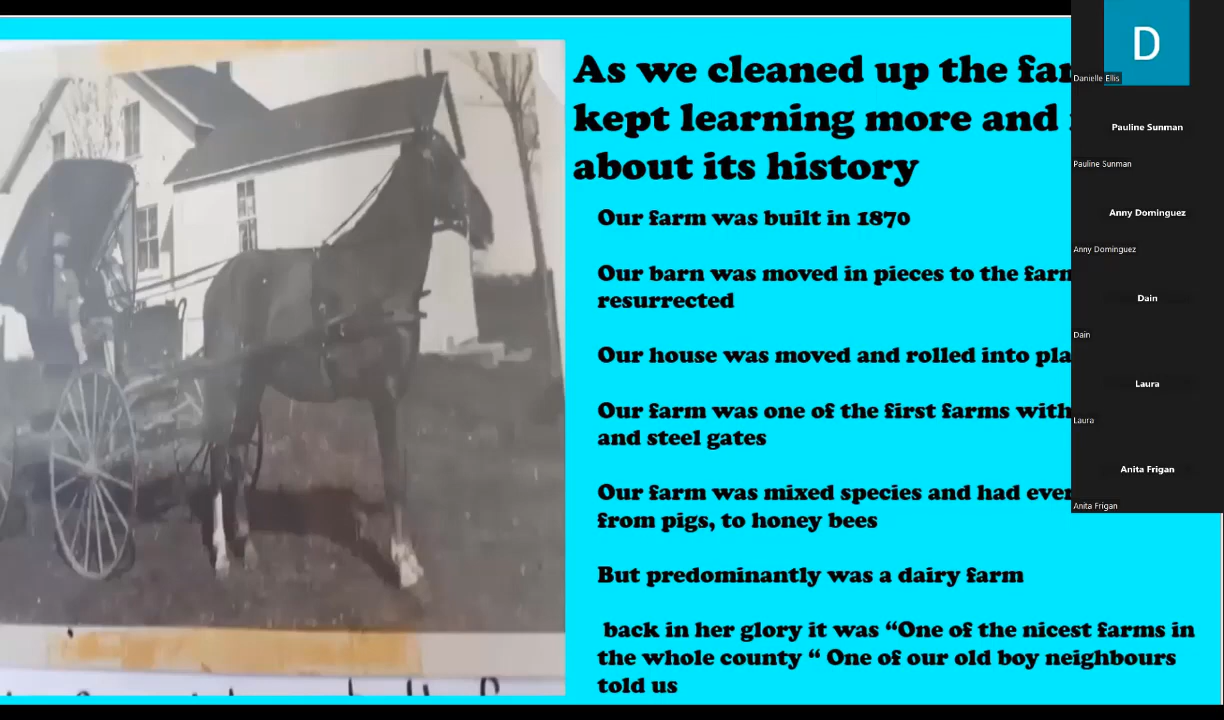 As we cleaned up the
kept learning more and
about its history
Our farm was built in 1870
Our barn was moved in pieces to the farm
resurrected
Our house was moved and rolled into
Our farm was one of the first farms with
and steel gates
Our farm was mixed species and had
from pigs, to honey bees
But predominantly was a dairy farm
back in her glory it was “One of the nicest farms in
the whole county “ One of our old boy neighbours
told us
D
Danielle Ellis
Pauline Sunman
Pauline Sunman
Anny Dominguez
Anny Dominguez
Dain
Dain
Laura
Laura
Anita Frigan
Anita Frigan